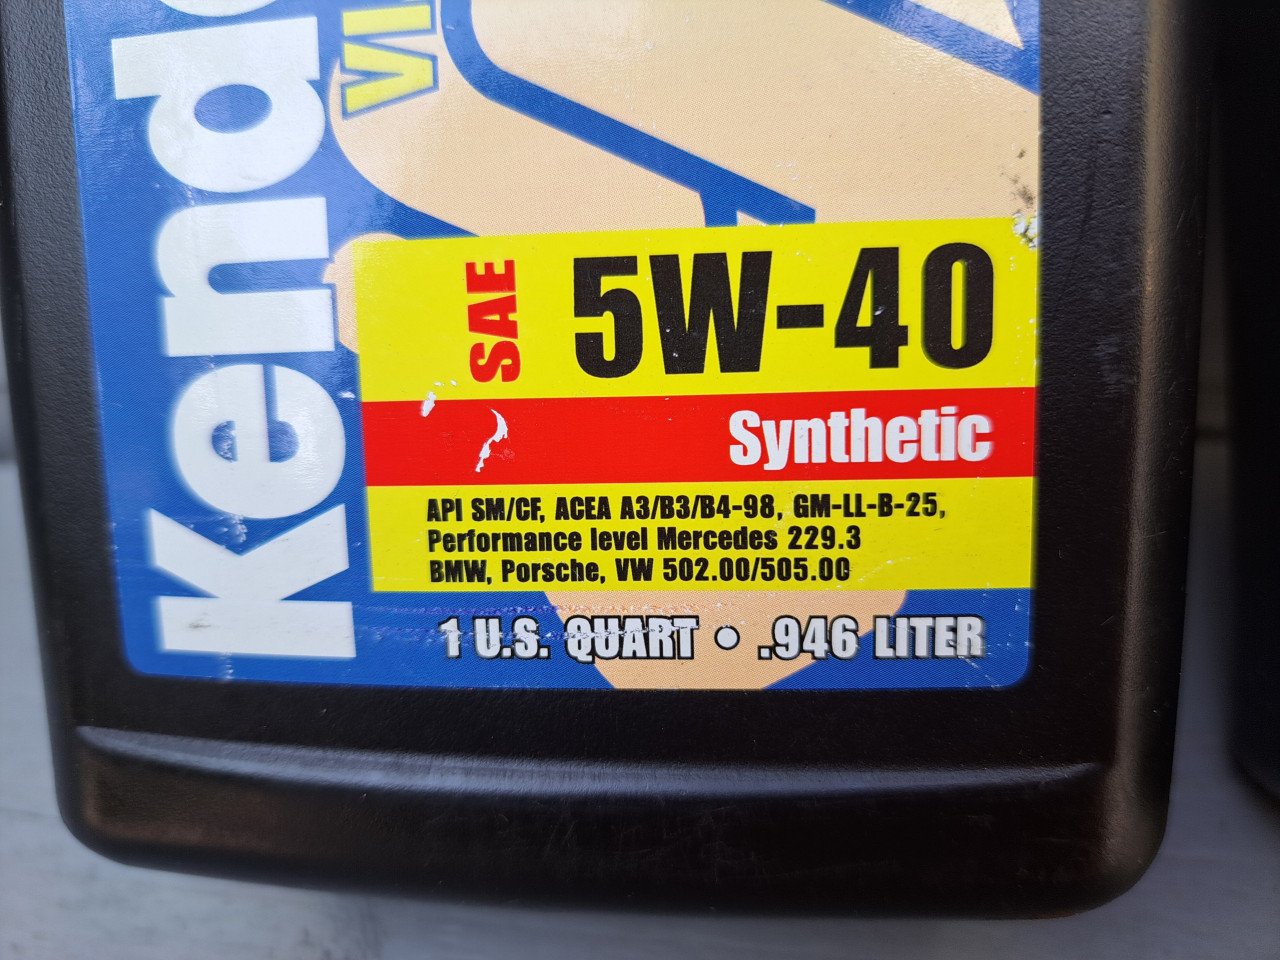 Kend
VI
SAE 5W-40
Synthetic
API SM/CF, ACEA A3/B3/B4-98, GM-LL-B-25,
Performance level Mercedes 229.3
BMW, Porsche, VW 502.00/505.00
1 U.S. QUART • .946 LITER